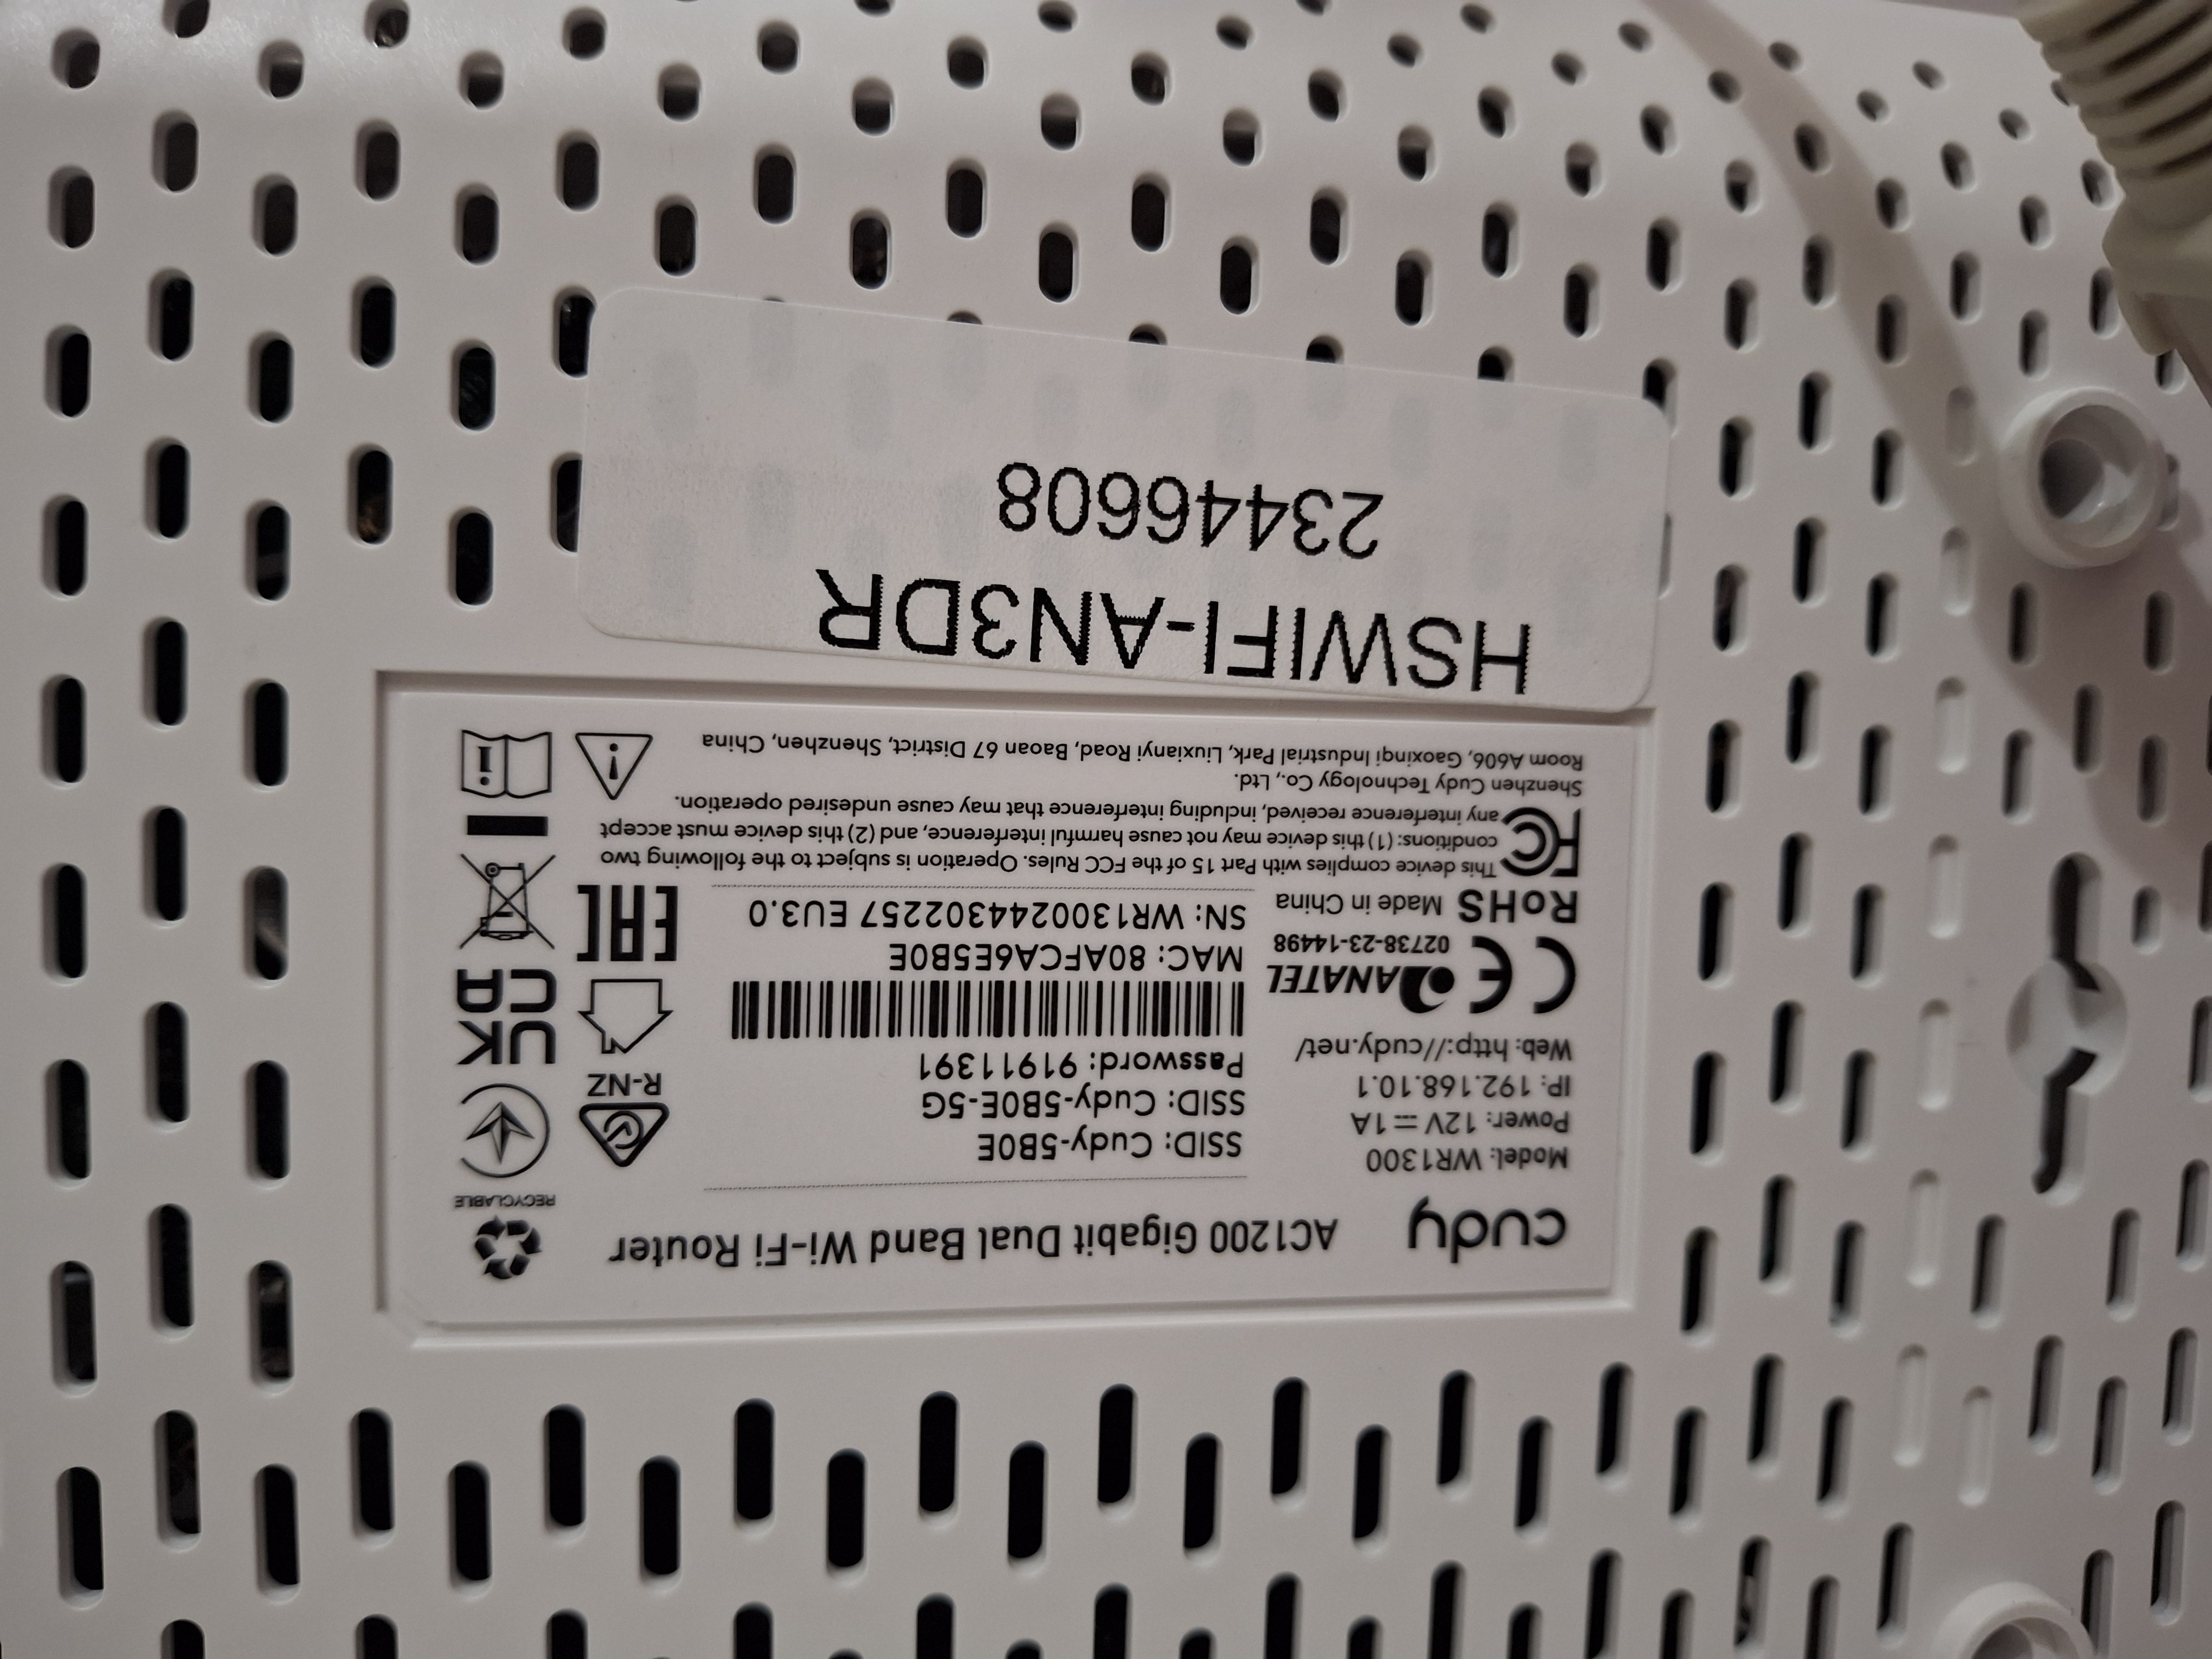 cudy AC1200 Gigabit Dual Band Wi-Fi Router
RECYCLABLE
Model: WR1300
Power: 12V ⎓ 1A
IP: 192.168.10.1
Web: http://cudy.net/
CE ANATEL
02738-23-14498
RoHS Made in China
SSID: Cudy-5B0E
SSID: Cudy-5B0E-5G
Password: 91911391
MAC: 80AFCA6E5B0E
SN: WR1300244302257 EU3.0
R-NZ
UK
CA
EAC
FC
This device complies with Part 15 of the FCC Rules. Operation is subject to the following two
conditions: (1) this device may not cause harmful interference, and (2) this device must accept
any interference received, including interference that may cause undesired operation.
Shenzhen Cudy Technology Co., Ltd.
Room A606, Gaoxinqi Industrial Park, Liuxianyi Road, Baoan 67 District, Shenzhen, China
HSWIFI-AN3DR
23446608